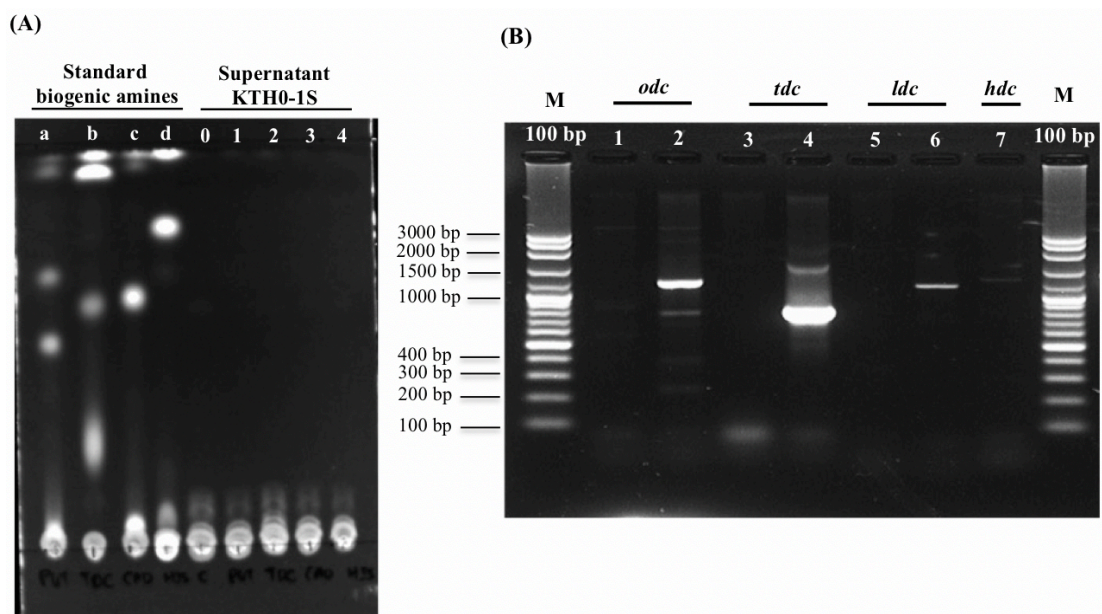 (A)
Standard
biogenic amines
Supernatant
KTH0-1S
a b c d 0 1 2 3 4
PUT TDC CAD HIS C PUT TDC CAD HIS
(B)
M odc tdc ldc hdc M
100 bp 1 2 3 4 5 6 7 100 bp
3000 bp
2000 bp
1500 bp
1000 bp
400 bp
300 bp
200 bp
100 bp